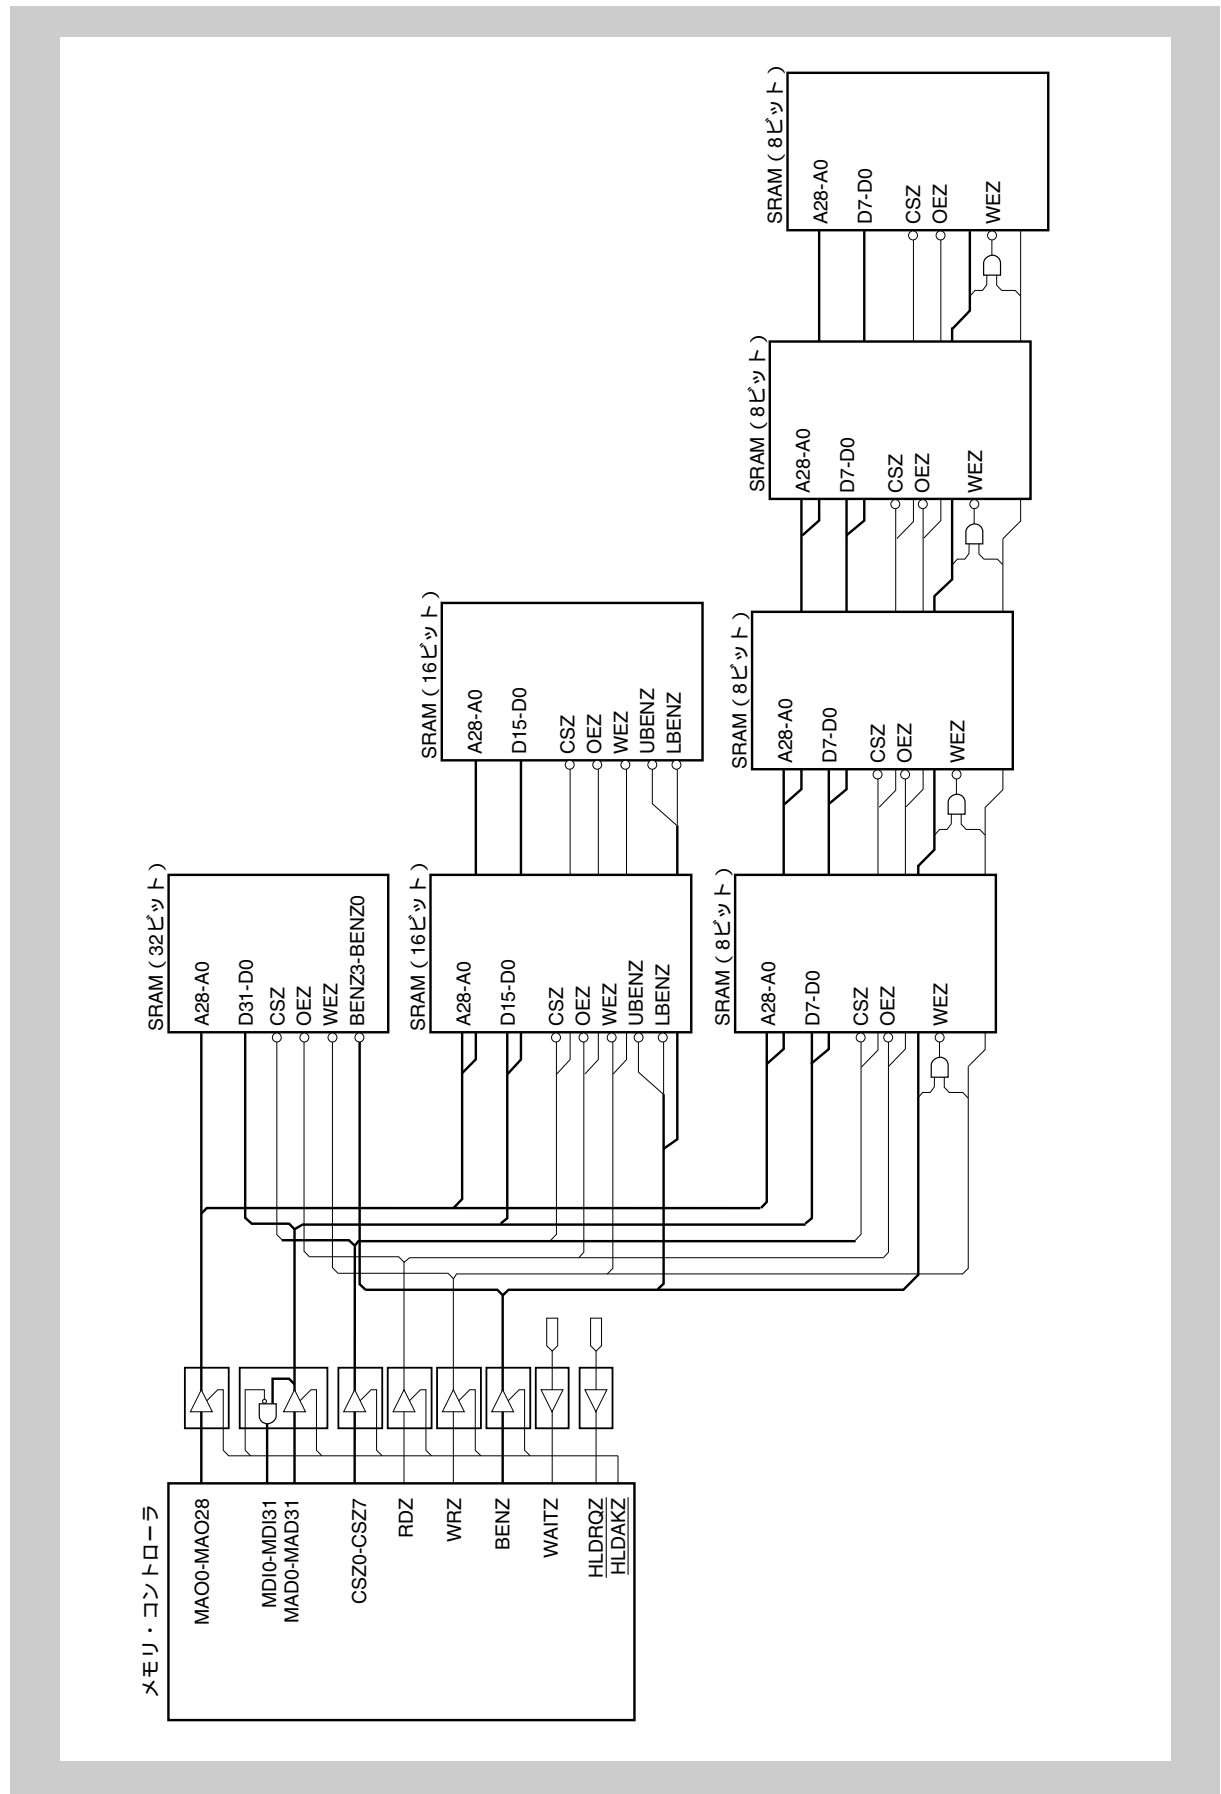 メモリ・コントローラ
MAO0-MAO28
MDI0-MDI31
MAD0-MAD31
CSZ0-CSZ7
RDZ
WRZ
BENZ
WAITZ
HLDRQZ
HLDAKZ
SRAM（32ビット）
A28-A0
D31-D0
CSZ
OEZ
WEZ
BENZ3-BENZ0
SRAM（16ビット）
A28-A0
D15-D0
CSZ
OEZ
WEZ
UBENZ
LBENZ
SRAM（16ビット）
A28-A0
D15-D0
CSZ
OEZ
WEZ
UBENZ
LBENZ
SRAM（8ビット）
A28-A0
D7-D0
CSZ
OEZ
WEZ
SRAM（8ビット）
A28-A0
D7-D0
CSZ
OEZ
WEZ
SRAM（8ビット）
A28-A0
D7-D0
CSZ
OEZ
WEZ
SRAM（8ビット）
A28-A0
D7-D0
CSZ
OEZ
WEZ